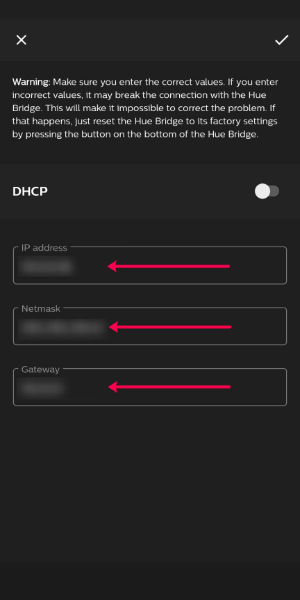 Warning: Make sure you enter the correct values. If you enter
incorrect values, it may break the connection with the Hue
Bridge. This will make it impossible to correct the problem. If
that happens, just reset the Hue Bridge to its factory settings
by pressing the button on the bottom of the Hue Bridge.
DHCP
IP address
Netmask
Gateway